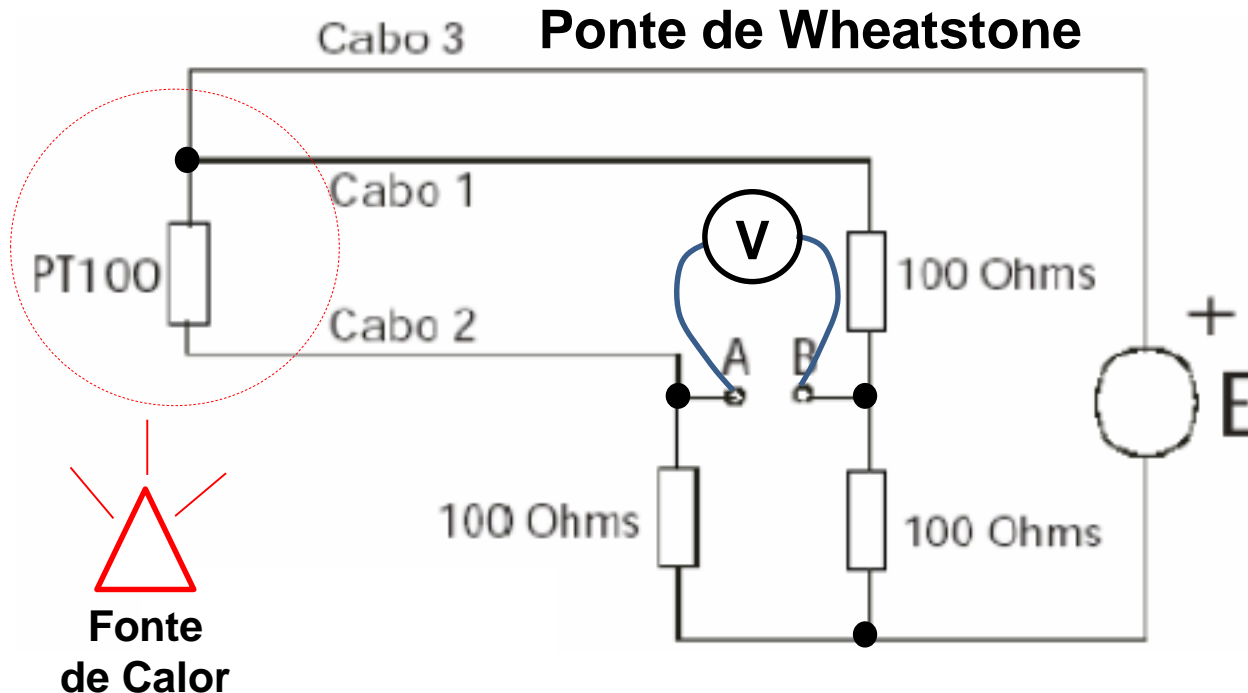 Ponte de Wheatstone
Cabo 3
Cabo 1
V
PT100
100 Ohms
+
Cabo 2
A
B
E
100 Ohms
100 Ohms
Fonte
de Calor